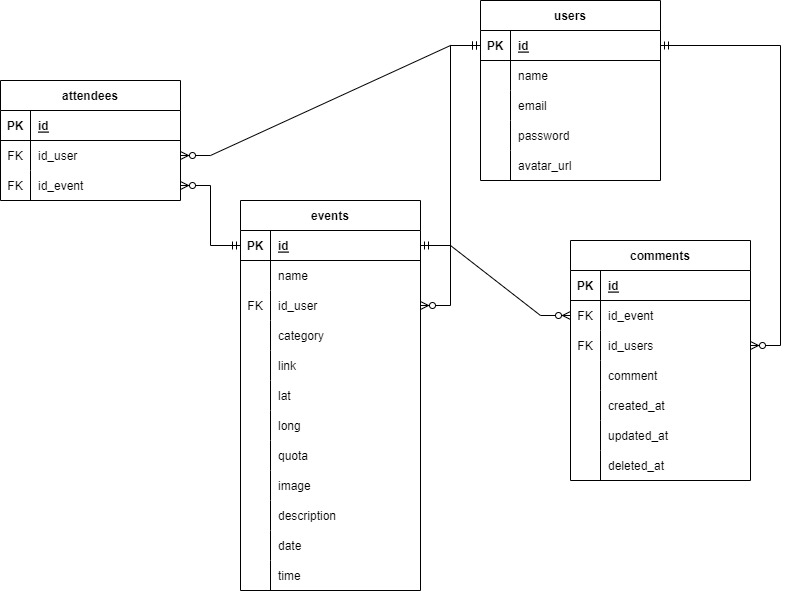 users
PK id
name
email
password
avatar_url
attendees
PK id
FK id_user
FK id_event
events
PK id
name
FK id_user
category
link
lat
long
quota
image
description
date
time
comments
PK id
FK id_event
FK id_users
comment
created_at
updated_at
deleted_at